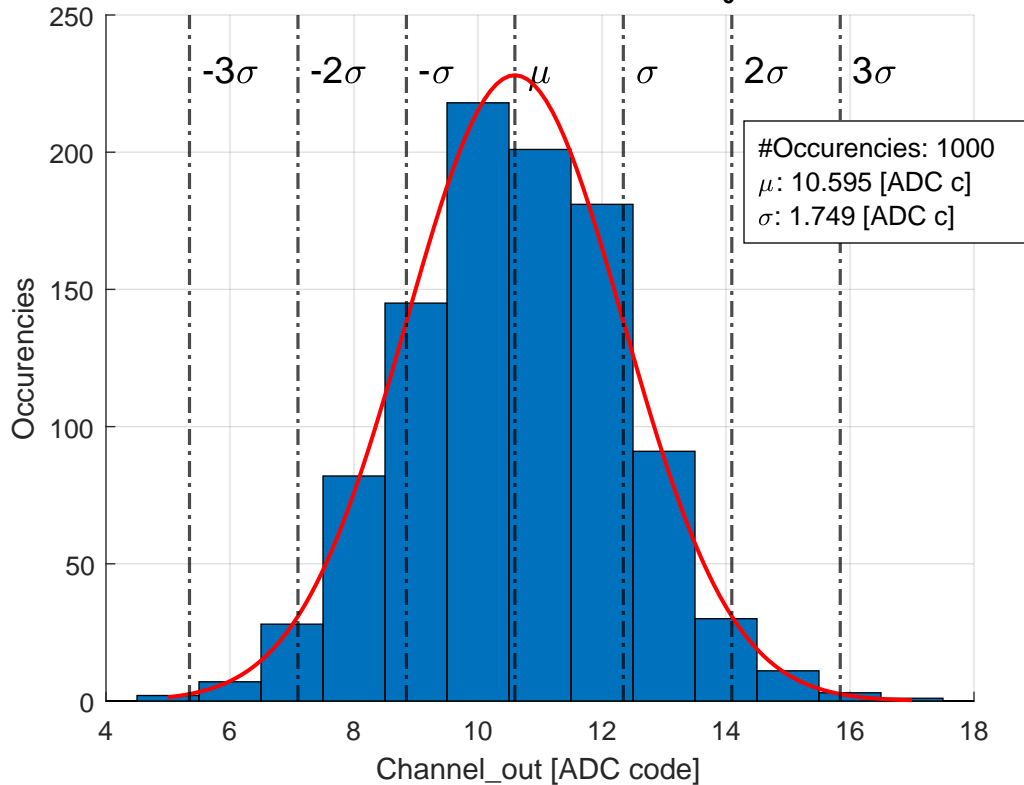 250
-3σ -2σ -σ μ σ 2σ 3σ
#Occurencies: 1000
μ: 10.595 [ADC c]
σ: 1.749 [ADC c]
200
150
100
50
0
Occurencies
4 6 8 10 12 14 16 18
Channel_out [ADC code]